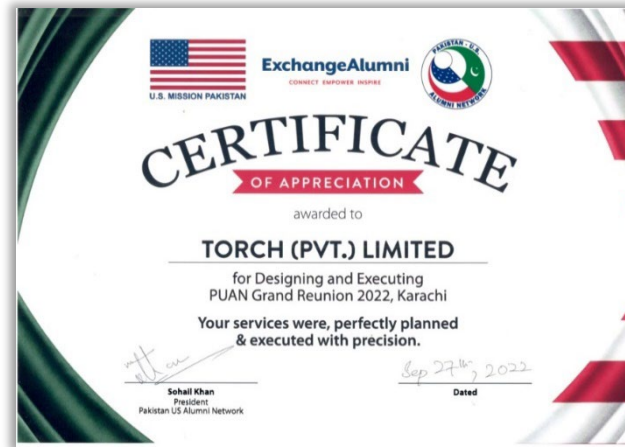 U.S. MISSION PAKISTAN
ExchangeAlumni
CONNECT EMPOWER INSPIRE
PAKISTAN - U.S.
ALUMNI NETWORK
CERTIFICATE
OF APPRECIATION
awarded to
TORCH (PVT.) LIMITED
for Designing and Executing
PUAN Grand Reunion 2022, Karachi
Your services were, perfectly planned
& executed with precision.
Sep 27th, 2022
Sohail Khan
President
Pakistan US Alumni Network
Dated